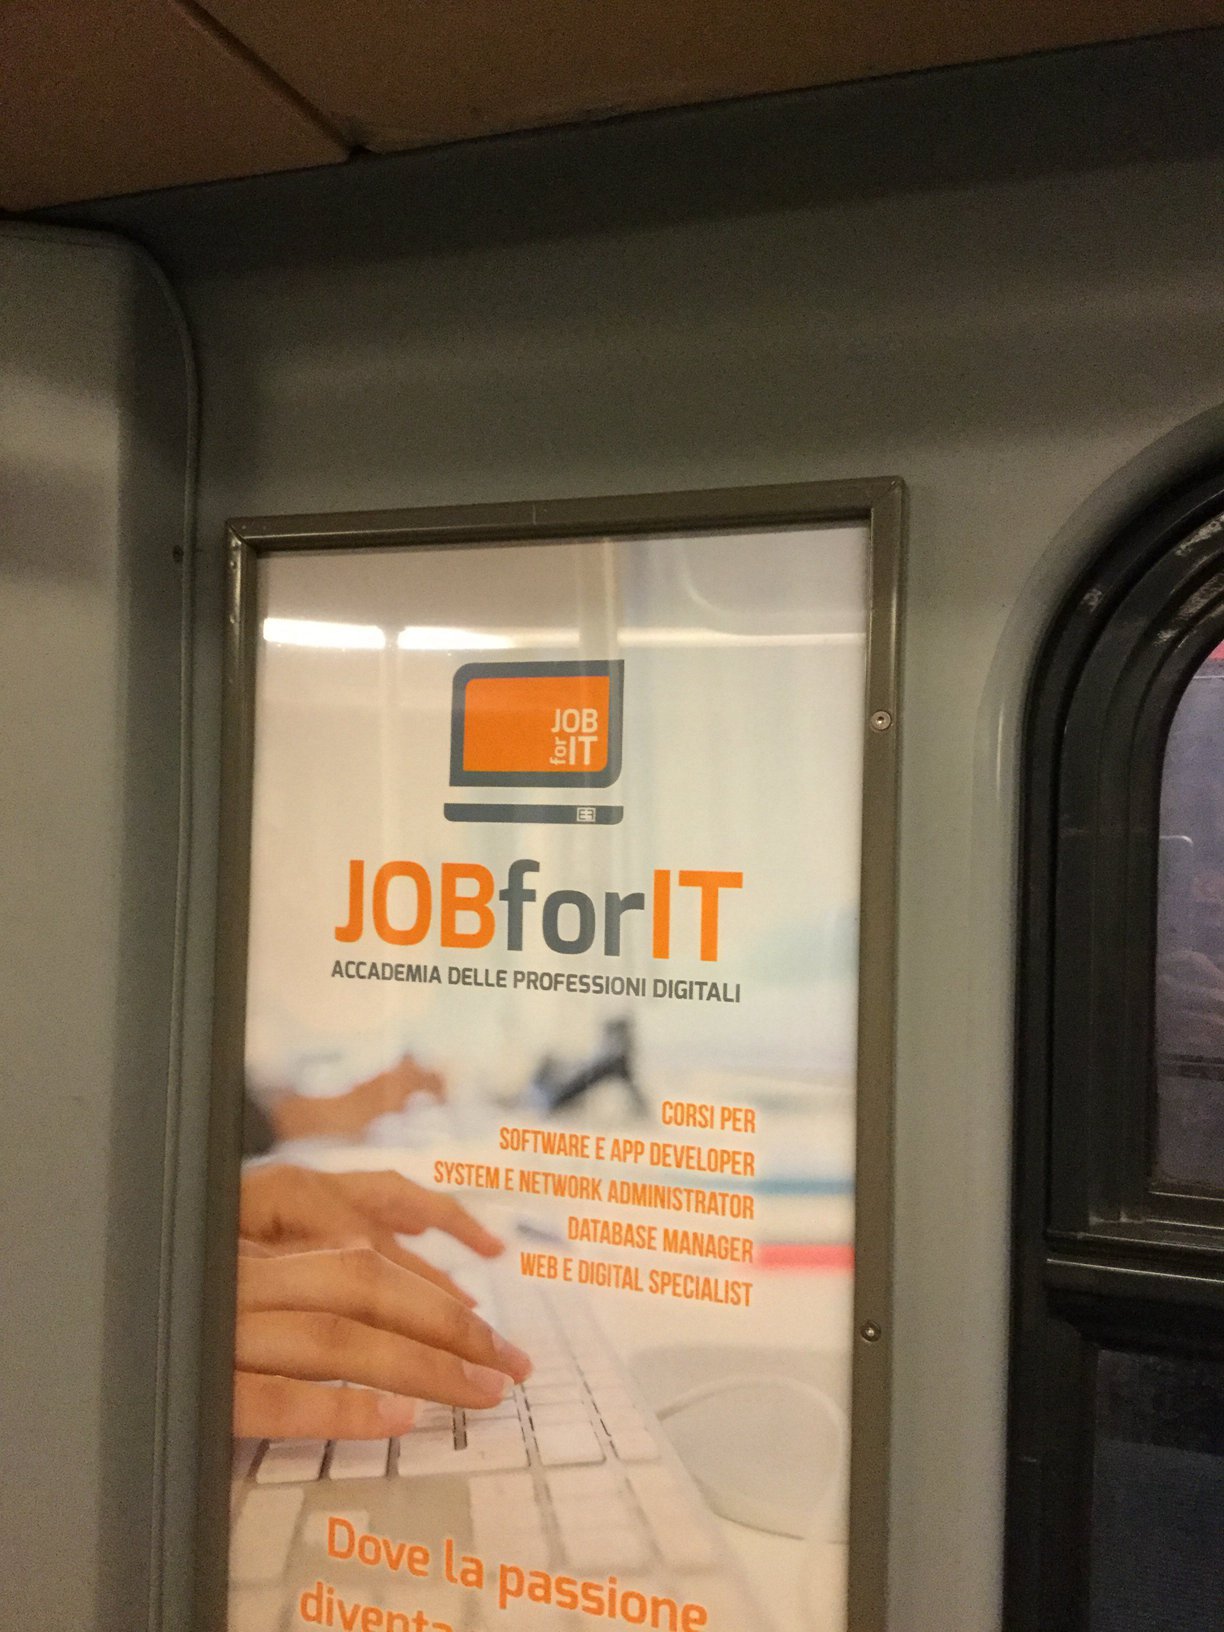 JOB
for IT
JOBforIT
ACCADEMIA DELLE PROFESSIONI DIGITALI
CORSI PER
SOFTWARE E APP DEVELOPER
SYSTEM E NETWORK ADMINISTRATOR
DATABASE MANAGER
WEB E DIGITAL SPECIALIST
Dove la passione
diventa